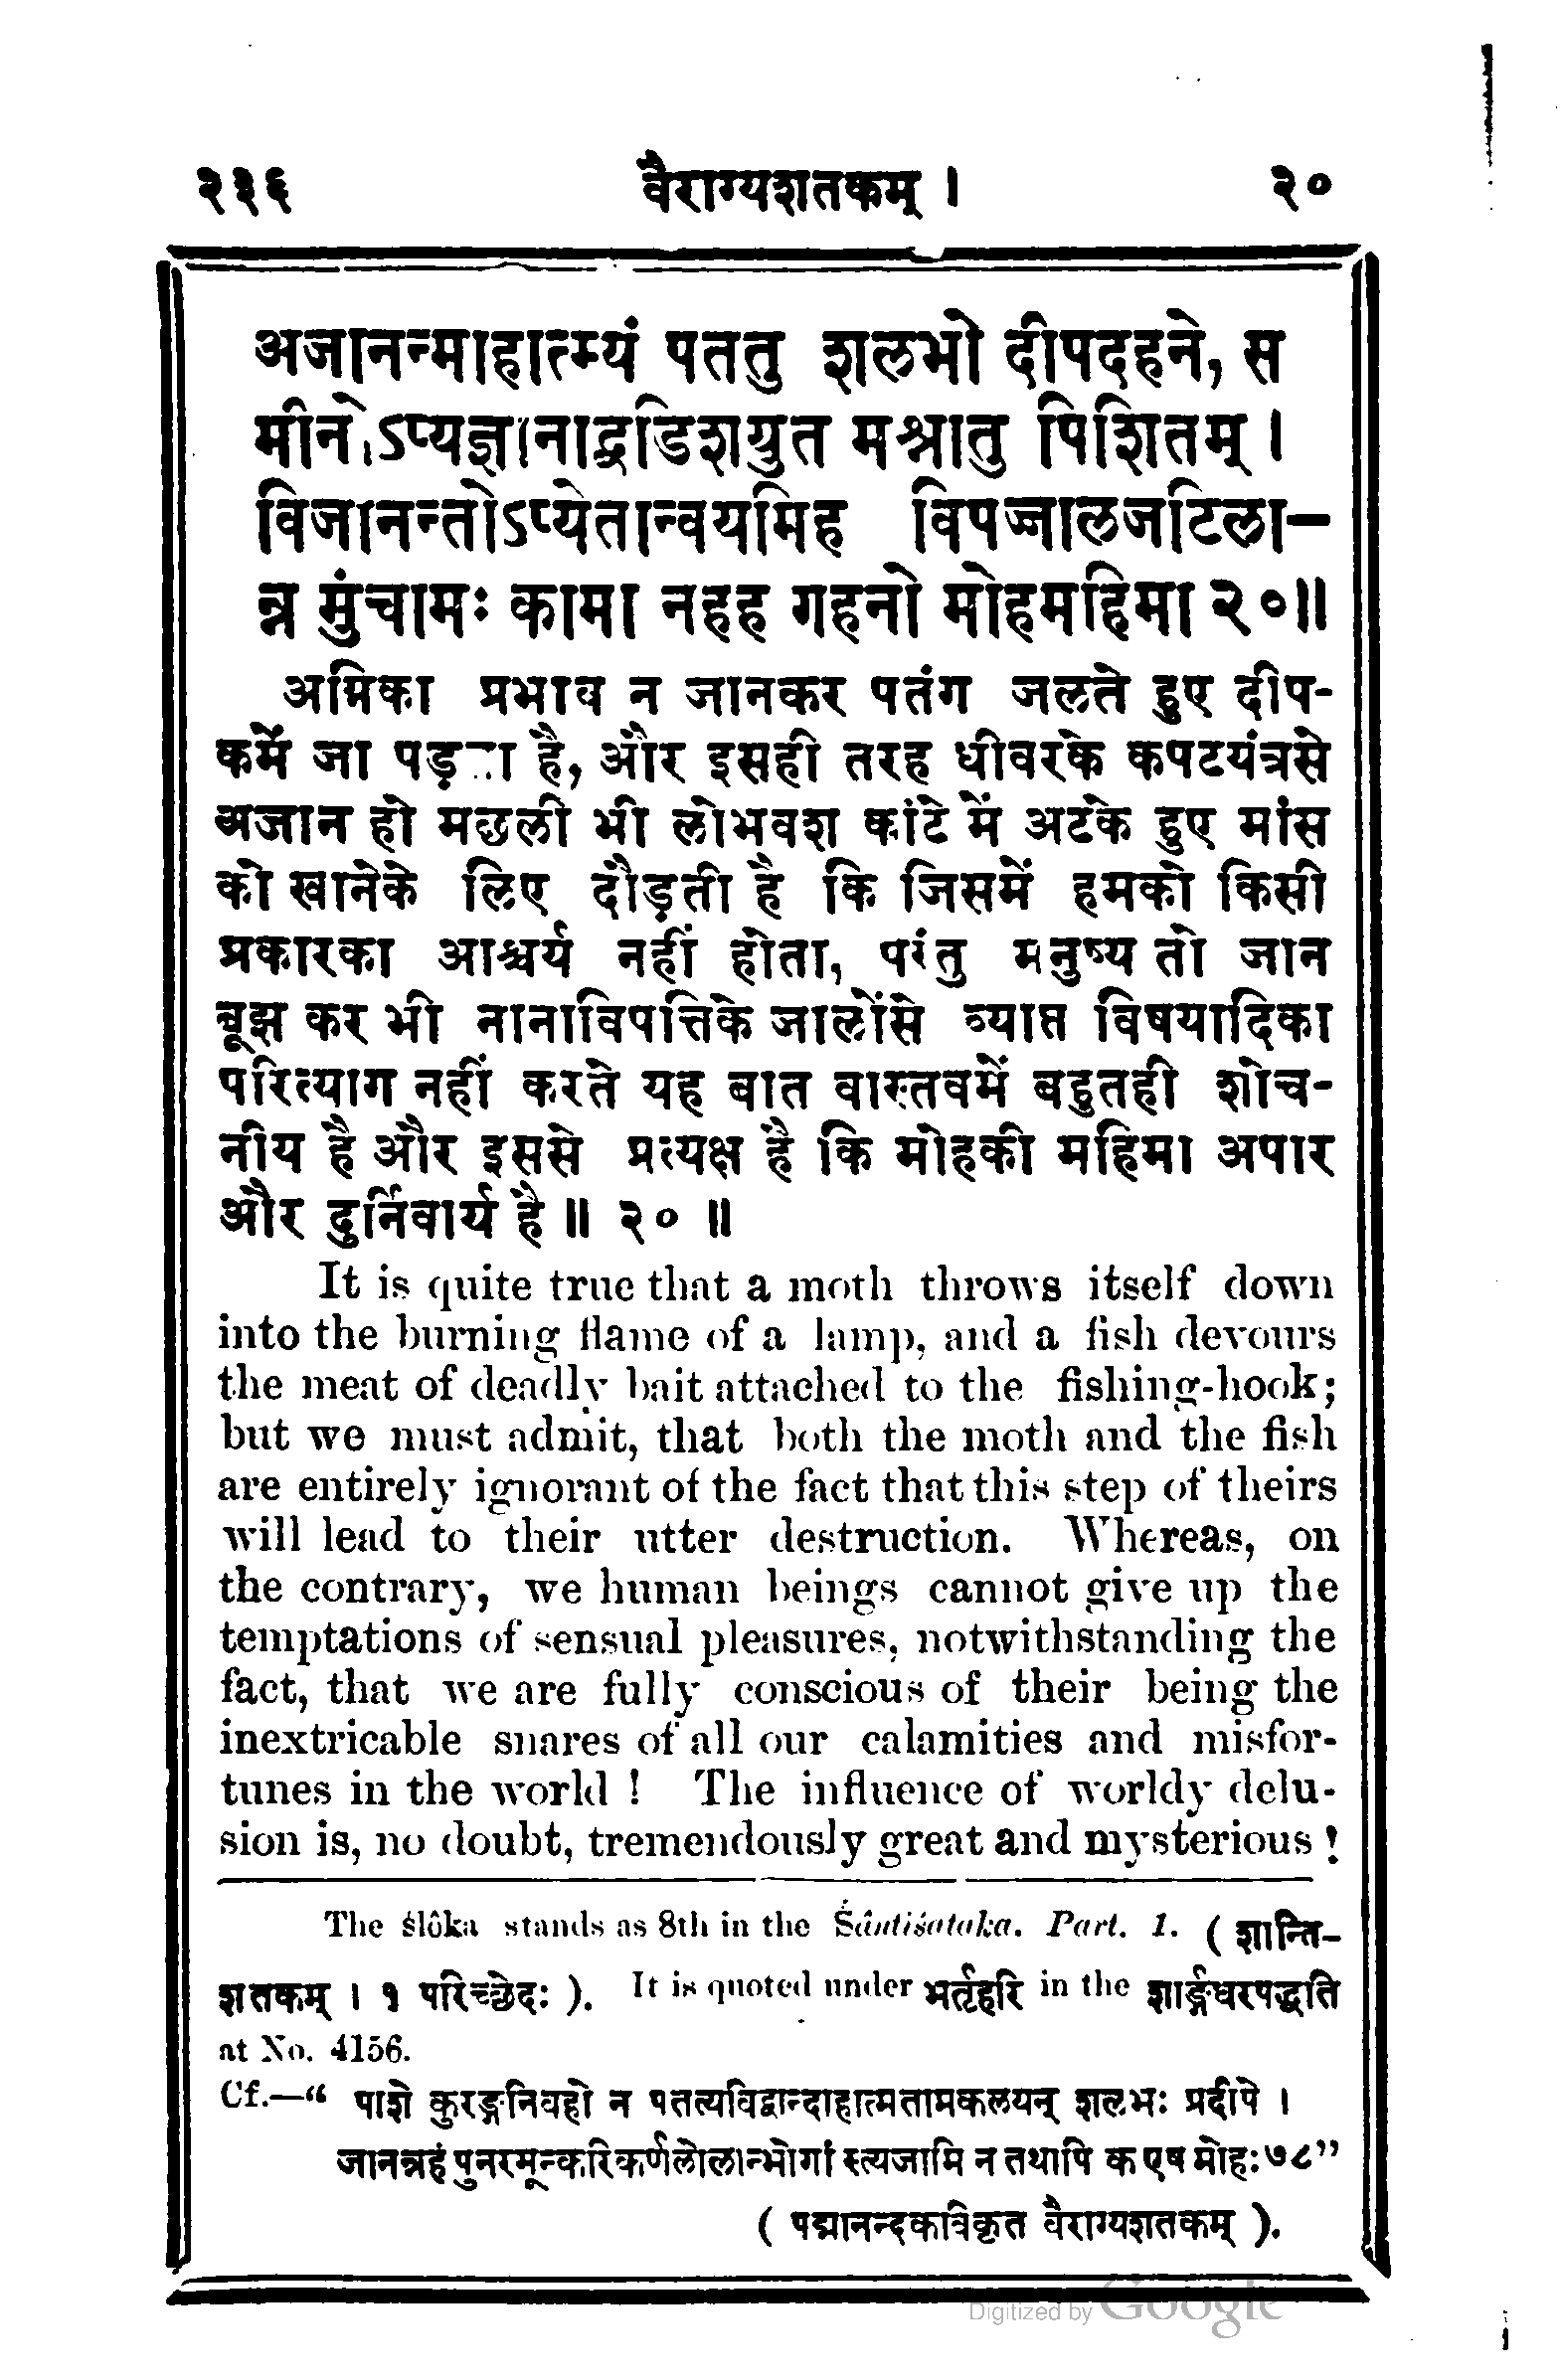 २३६ वैराग्यशतकम् । २०
अजानन्माहात्म्यं पततु शलभो दीपदहने, स
मीनोऽप्यज्ञानाद्बडिशयुत मश्नातु पिशितम् ।
विजानन्तोऽप्येतान्वयमिह विपज्जालजटिला-
न्न मुंचामः कामा नहह गहनो मोहमहिमा २०॥
अग्निका प्रभाव न जानकर पतंग जलते हुए दीप-
कमें जा पड़ता है, और इसही तरह धीवरके कपटयंत्रसे
अजान हो मछली भी लोभवश कांटे में अटके हुए मांस
को खानेके लिए दौड़ती है कि जिसमें हमको किसी
प्रकारका आश्चर्य नहीं होता, परंतु मनुष्य तो जान
बूझ कर भी नानाविपत्तिके जालोंसे व्याप्त विषयादिका
परित्याग नहीं करते यह बात वास्तवमें बहुतही शोच-
नीय है और इससे प्रत्यक्ष है कि मोहकी महिमा अपार
और दुर्निवार्य है ॥ २० ॥
It is quite true that a moth throws itself down
into the burning flame of a lamp, and a fish devours
the meat of deadly bait attached to the fishing-hook;
but we must admit, that both the moth and the fish
are entirely ignorant of the fact that this step of theirs
will lead to their utter destruction. Whereas, on
the contrary, we human beings cannot give up the
temptations of sensual pleasures, notwithstanding the
fact, that we are fully conscious of their being the
inextricable snares of all our calamities and misfor-
tunes in the world ! The influence of worldy delu-
sion is, no doubt, tremendously great and mysterious !
The ślôka stands as 8th in the Śântiśataka. Part. 1. ( शान्ति-
शतकम् । १ परिच्छेदः ). It is quoted under भर्तृहरि in the शार्ङ्गधरपद्धति
at No. 4156.
Cf.—“ पाशे कुरङ्गनिवहो न पतत्यविद्वान्दाहात्मतामकलयन् शलभः प्रदीपे ।
जानन्नहं पुनरमून्करिकर्णलोलान्भोगां स्त्यजामि न तथापि क एष मोहः७८”
( पद्मानन्दकविकृत वैराग्यशतकम् ).
Digitized by Google